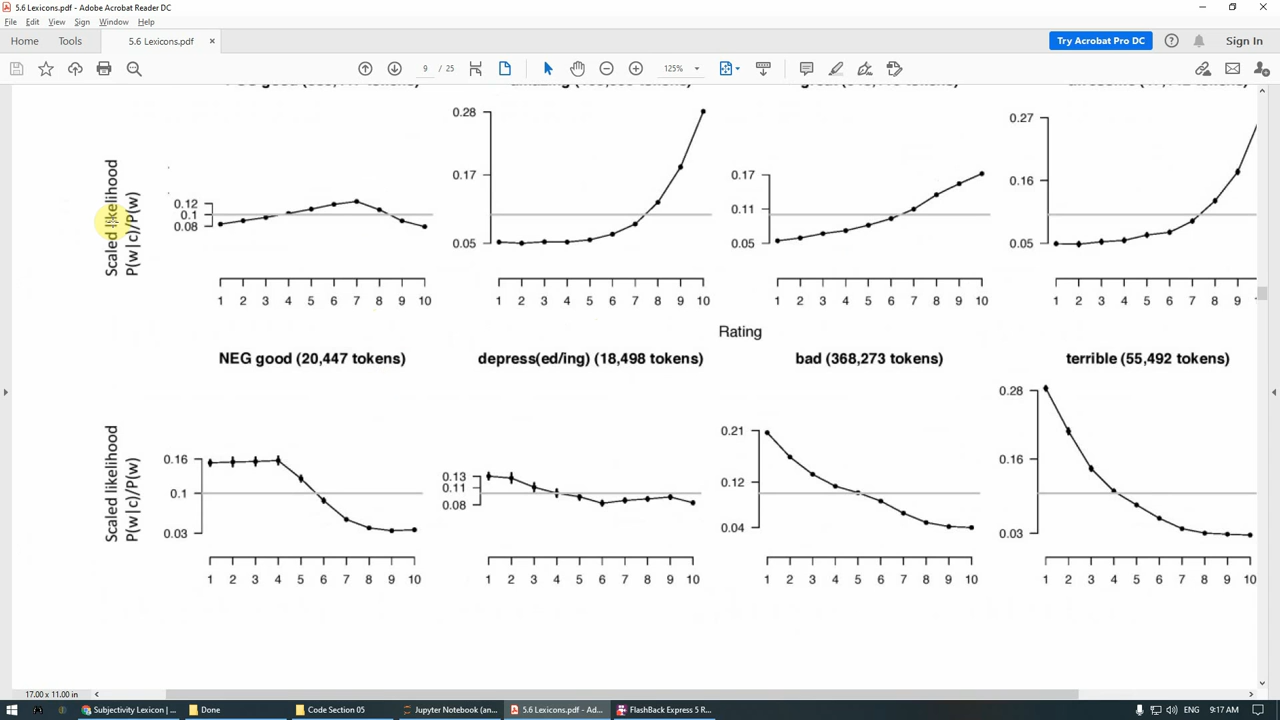 5.6 Lexicons.pdf - Adobe Acrobat Reader DC
File Edit View Sign Window Help
Home Tools 5.6 Lexicons.pdf × Try Acrobat Pro DC Sign In
9 / 25 125%
0.28 0.27
0.17 0.17 0.16
0.12 0.1 0.08 0.11
0.05 0.05 0.05
Scaled likelihood
P(w|c)/P(w)
1 2 3 4 5 6 7 8 9 10 1 2 3 4 5 6 7 8 9 10 1 2 3 4 5 6 7 8 9 10 1 2 3 4 5 6 7 8 9
Rating
NEG good (20,447 tokens) depress(ed/ing) (18,498 tokens) bad (368,273 tokens) terrible (55,492 tokens)
0.16 0.1 0.03
0.13 0.11 0.08
0.21 0.12 0.04
0.28 0.16 0.03
Scaled likelihood
P(w|c)/P(w)
1 2 3 4 5 6 7 8 9 10 1 2 3 4 5 6 7 8 9 10 1 2 3 4 5 6 7 8 9 10 1 2 3 4 5 6 7 8 9 10
17.00 x 11.00 in
Subjectivity Lexicon | ... Done Code Section 05 Jupyter Notebook (an... 5.6 Lexicons.pdf - Ad... FlashBack Express 5 R... ENG 9:17 AM